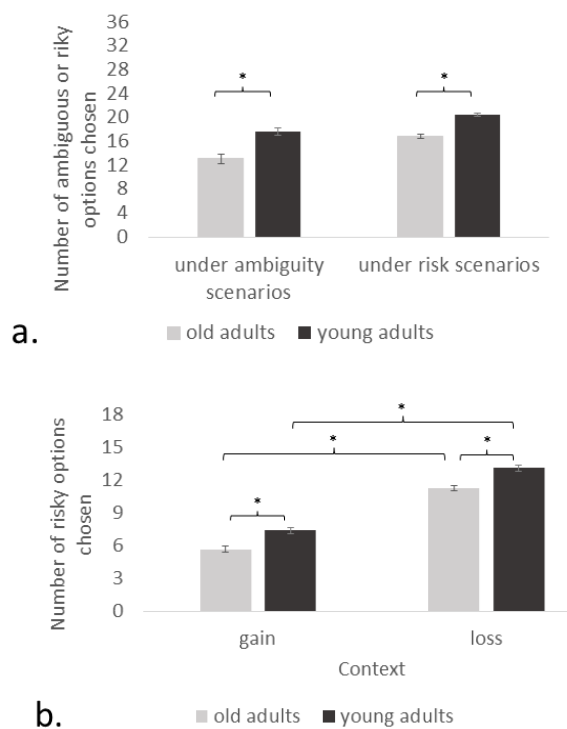 Number of ambiguous or riky
options chosen
36
32
28
24
20
16
12
8
4
0
*
*
under ambiguity
scenarios
under risk scenarios
old adults
young adults
a.
Number of risky options
chosen
18
15
12
9
6
3
0
*
*
*
*
gain
loss
Context
old adults
young adults
b.